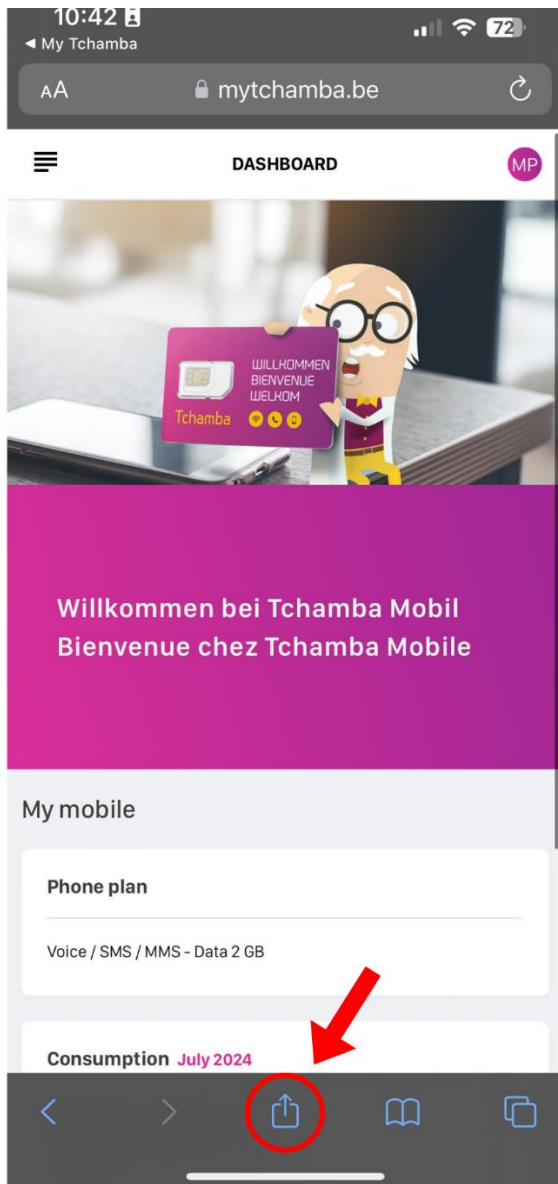 10:42
◀ My Tchamba
72
AA
mytchamba.be
DASHBOARD
MP
WILLKOMMEN
BIENVENUE
WELKOM
Tchamba
Willkommen bei Tchamba Mobil
Bienvenue chez Tchamba Mobile
My mobile
Phone plan
Voice / SMS / MMS - Data 2 GB
Consumption July 2024